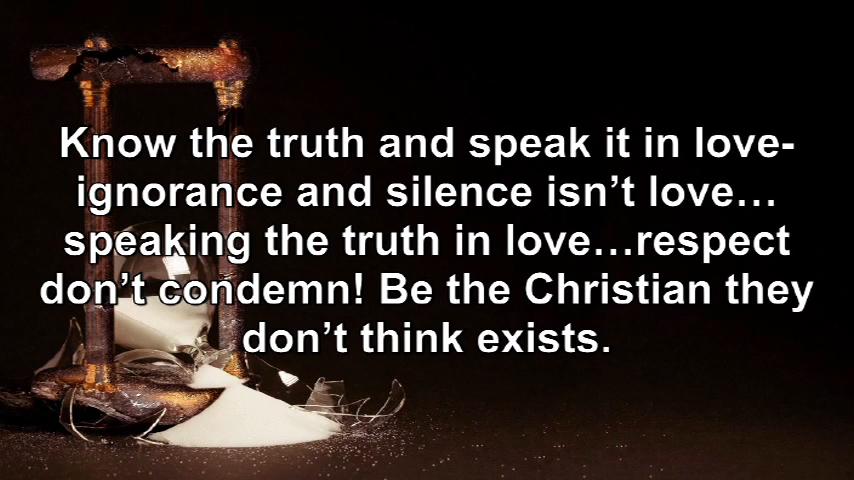 Know the truth and speak it in love-
ignorance and silence isn’t love…
speaking the truth in love…respect
don’t condemn! Be the Christian they
don’t think exists.